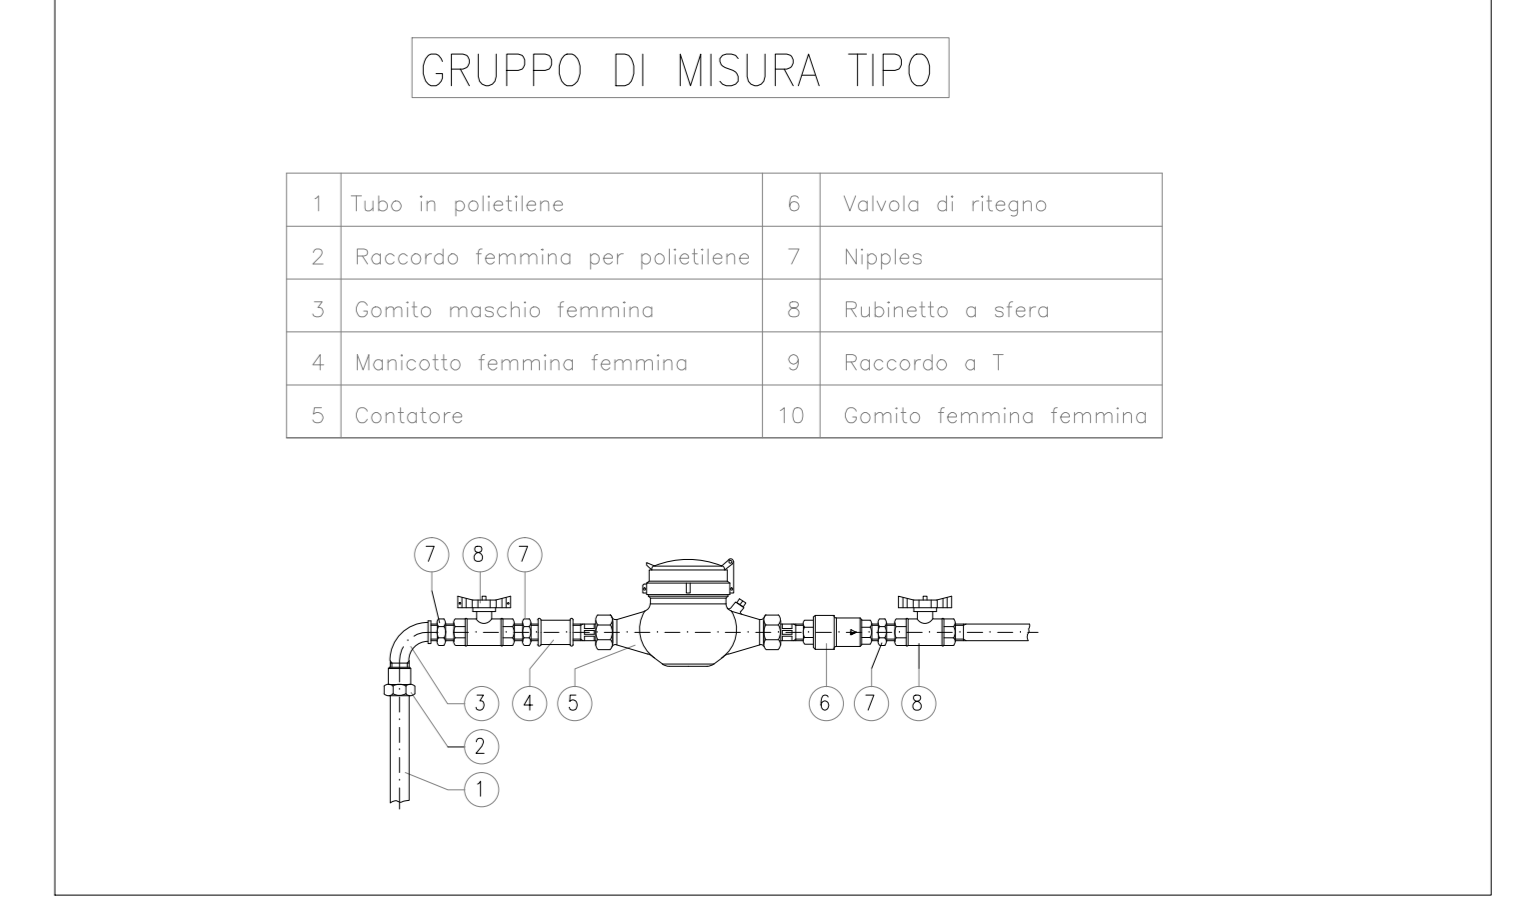 GRUPPO DI MISURA TIPO
1 Tubo in polietilene 6 Valvola di ritegno
2 Raccordo femmina per polietilene 7 Nipples
3 Gomito maschio femmina 8 Rubinetto a sfera
4 Manicotto femmina femmina 9 Raccordo a T
5 Contatore 10 Gomito femmina femmina
7 8 7
3 4 5 6 7 8
2
1